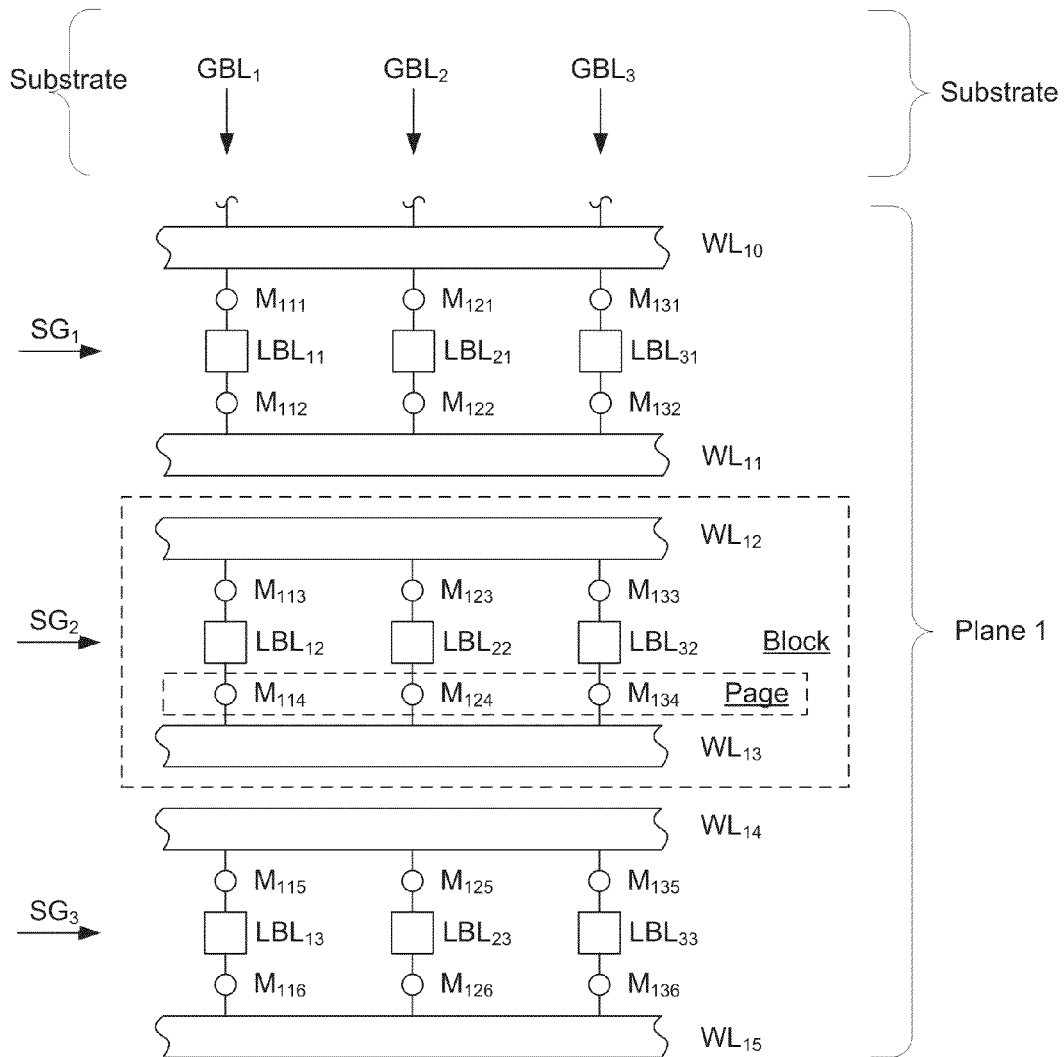 Substrate GBL₁ GBL₂ GBL₃ Substrate
WL₁₀
M₁₁₁ M₁₂₁ M₁₃₁
SG₁ LBL₁₁ LBL₂₁ LBL₃₁
M₁₁₂ M₁₂₂ M₁₃₂
WL₁₁
WL₁₂
M₁₁₃ M₁₂₃ M₁₃₃
SG₂ LBL₁₂ LBL₂₂ LBL₃₂ Block Plane 1
M₁₁₄ M₁₂₄ M₁₃₄ Page
WL₁₃
WL₁₄
M₁₁₅ M₁₂₅ M₁₃₅
SG₃ LBL₁₃ LBL₂₃ LBL₃₃
M₁₁₆ M₁₂₆ M₁₃₆
WL₁₅